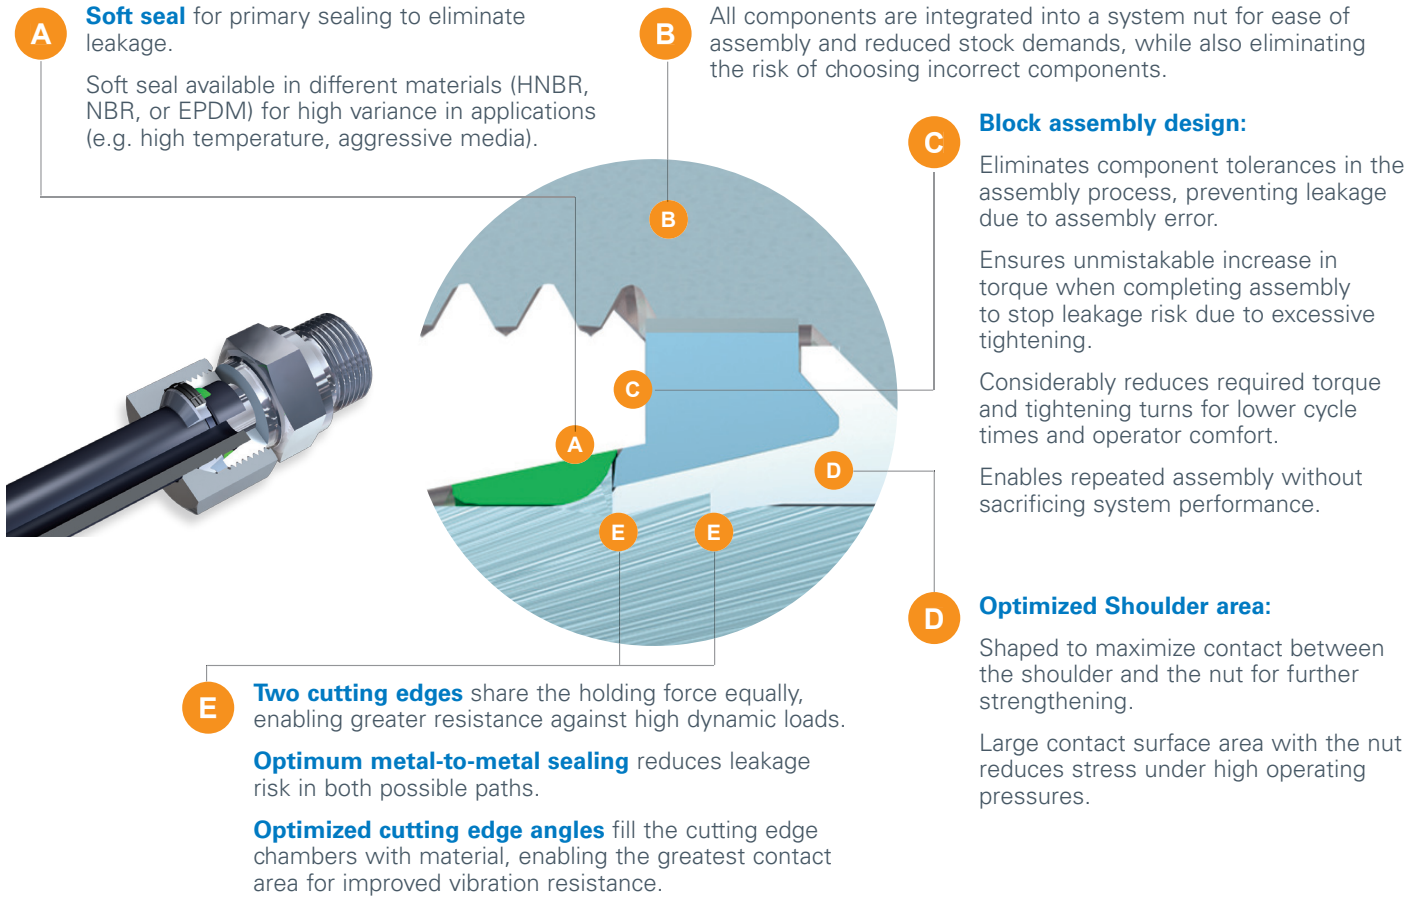 A
Soft seal for primary sealing to eliminate
leakage.
Soft seal available in different materials (HNBR,
NBR, or EPDM) for high variance in applications
(e.g. high temperature, aggressive media).
B
All components are integrated into a system nut for ease of
assembly and reduced stock demands, while also eliminating
the risk of choosing incorrect components.
C
Block assembly design:
Eliminates component tolerances in the
assembly process, preventing leakage
due to assembly error.
Ensures unmistakable increase in
torque when completing assembly
to stop leakage risk due to excessive
tightening.
Considerably reduces required torque
and tightening turns for lower cycle
times and operator comfort.
Enables repeated assembly without
sacrificing system performance.
B
C
A
D
E
E
D
Optimized Shoulder area:
Shaped to maximize contact between
the shoulder and the nut for further
strengthening.
Large contact surface area with the nut
reduces stress under high operating
pressures.
E
Two cutting edges share the holding force equally,
enabling greater resistance against high dynamic loads.
Optimum metal-to-metal sealing reduces leakage
risk in both possible paths.
Optimized cutting edge angles fill the cutting edge
chambers with material, enabling the greatest contact
area for improved vibration resistance.